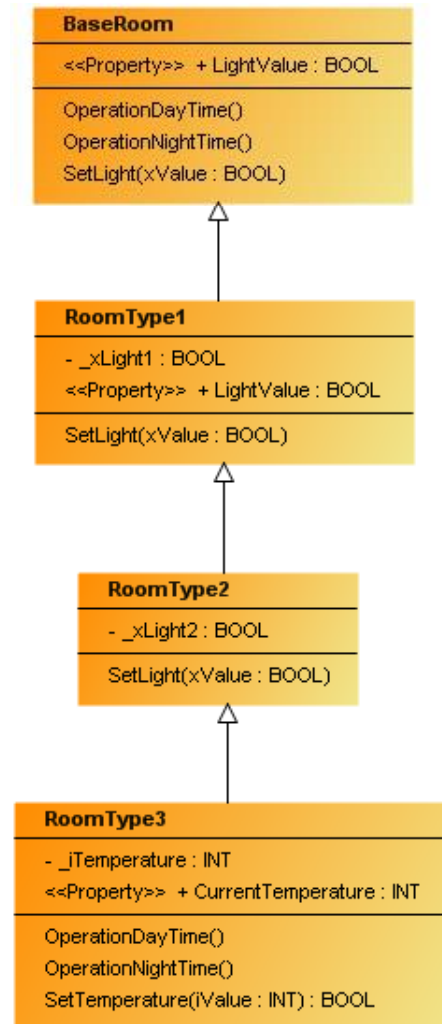 BaseRoom
<<Property>> + LightValue : BOOL
OperationDayTime()
OperationNightTime()
SetLight(xValue : BOOL)
RoomType1
- _xLight1 : BOOL
<<Property>> + LightValue : BOOL
SetLight(xValue : BOOL)
RoomType2
- _xLight2 : BOOL
SetLight(xValue : BOOL)
RoomType3
- _iTemperature : INT
<<Property>> + CurrentTemperature : INT
OperationDayTime()
OperationNightTime()
SetTemperature(iValue : INT) : BOOL